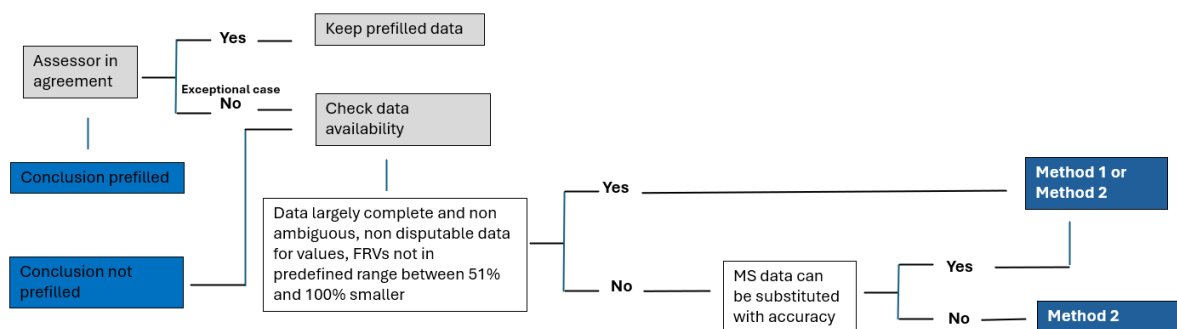 Yes
Keep prefilled data
Assessor in
agreement
Exceptional case
No
Check data
availability
Conclusion prefilled
Data largely complete and non
ambiguous, non disputable data
for values, FRVs not in
predefined range between 51%
and 100% smaller
Yes
Method 1 or
Method 2
Conclusion not
prefilled
No
MS data can
be substituted
with accuracy
Yes
No
Method 2